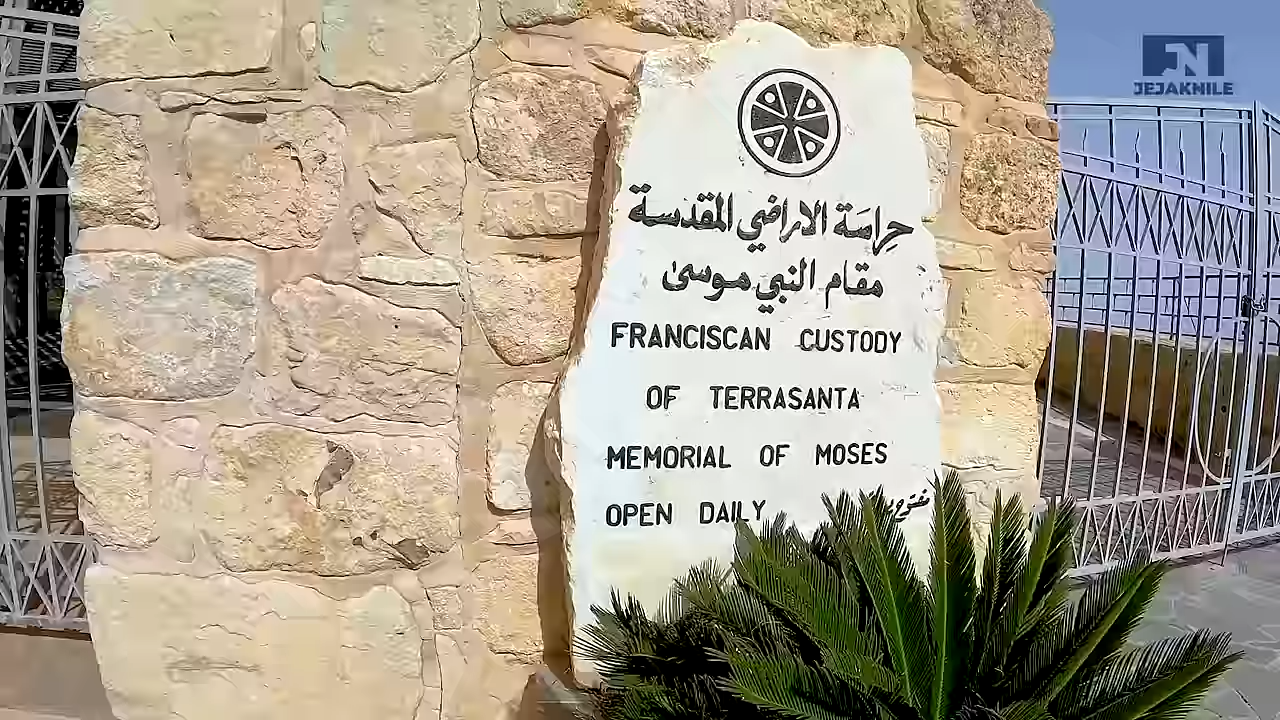 JEJAKNILE
حراسة الاراضي المقدسة
مقام النبي موسى
FRANCISCAN CUSTODY
OF TERRASANTA
MEMORIAL OF MOSES
OPEN DAILY